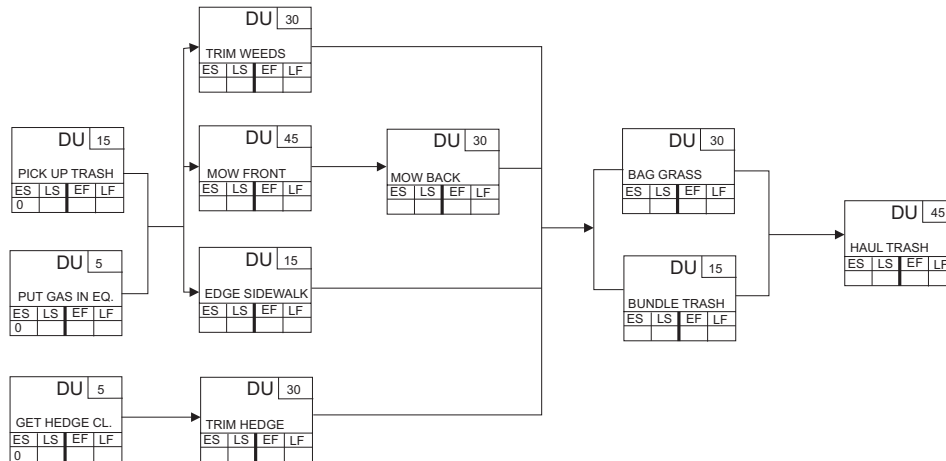 DU 30
TRIM WEEDS
ES LS EF LF
DU 15
PICK UP TRASH
ES LS EF LF
0
DU 45
MOW FRONT
ES LS EF LF
DU 30
MOW BACK
ES LS EF LF
DU 30
BAG GRASS
ES LS EF LF
DU 45
HAUL TRASH
ES LS EF LF
DU 5
PUT GAS IN EQ.
ES LS EF LF
0
DU 15
EDGE SIDEWALK
ES LS EF LF
DU 15
BUNDLE TRASH
ES LS EF LF
DU 5
GET HEDGE CL.
ES LS EF LF
0
DU 30
TRIM HEDGE
ES LS EF LF